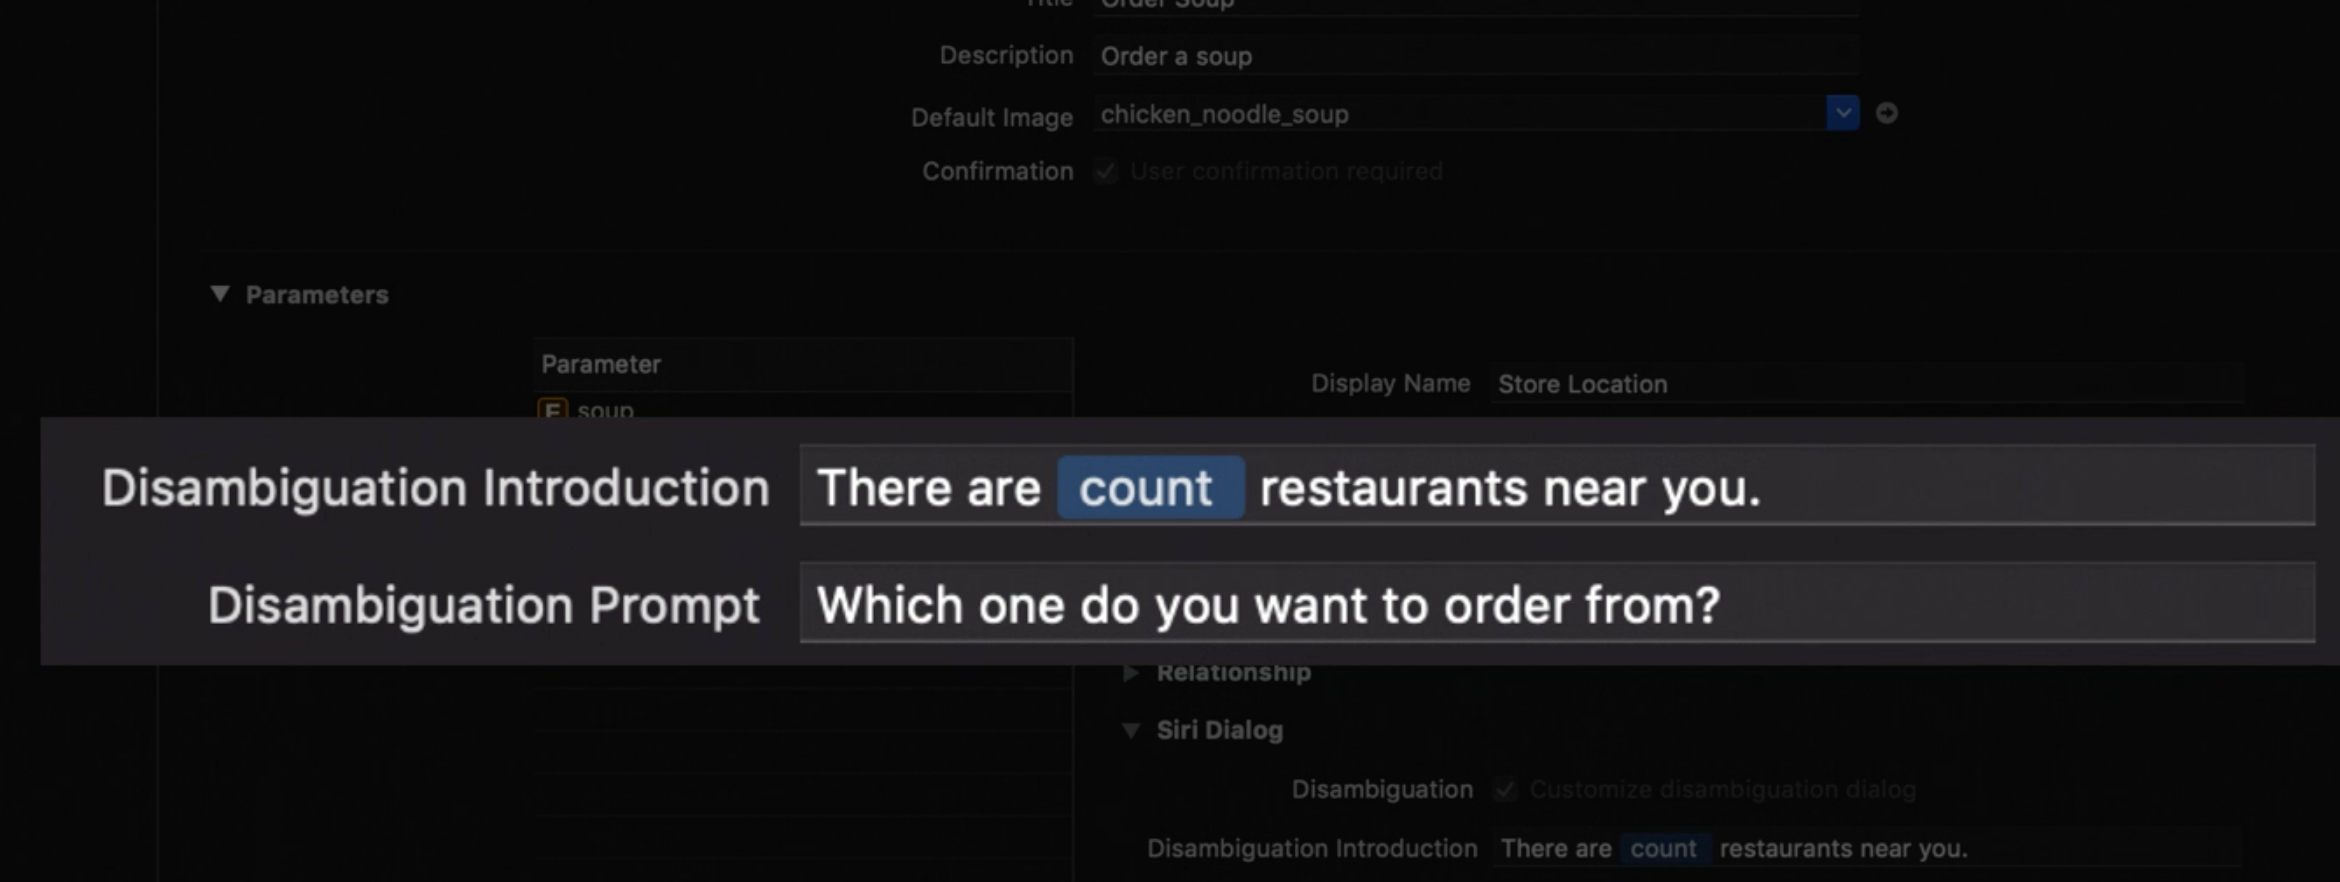 Title Order Soup
Description Order a soup
Default Image chicken_noodle_soup
Confirmation User confirmation required
Parameters
Parameter
Display Name Store Location
E soup
Disambiguation Introduction There are count restaurants near you.
Disambiguation Prompt Which one do you want to order from?
Relationship
Siri Dialog
Disambiguation Customize disambiguation dialog
Disambiguation Introduction There are count restaurants near you.